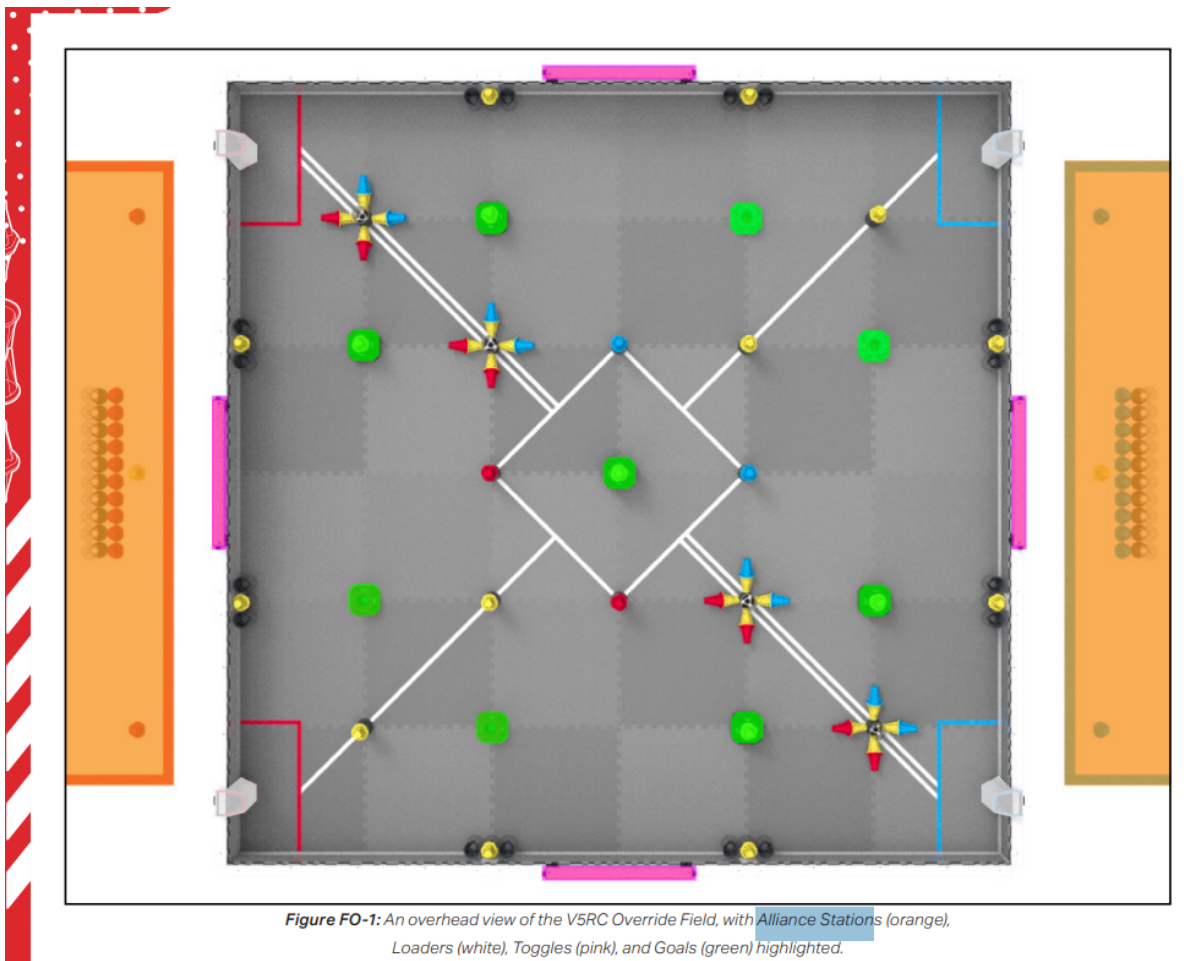 Figure FO-1: An overhead view of the V5RC Override Field, with Alliance Stations (orange),
Loaders (white), Toggles (pink), and Goals (green) highlighted.